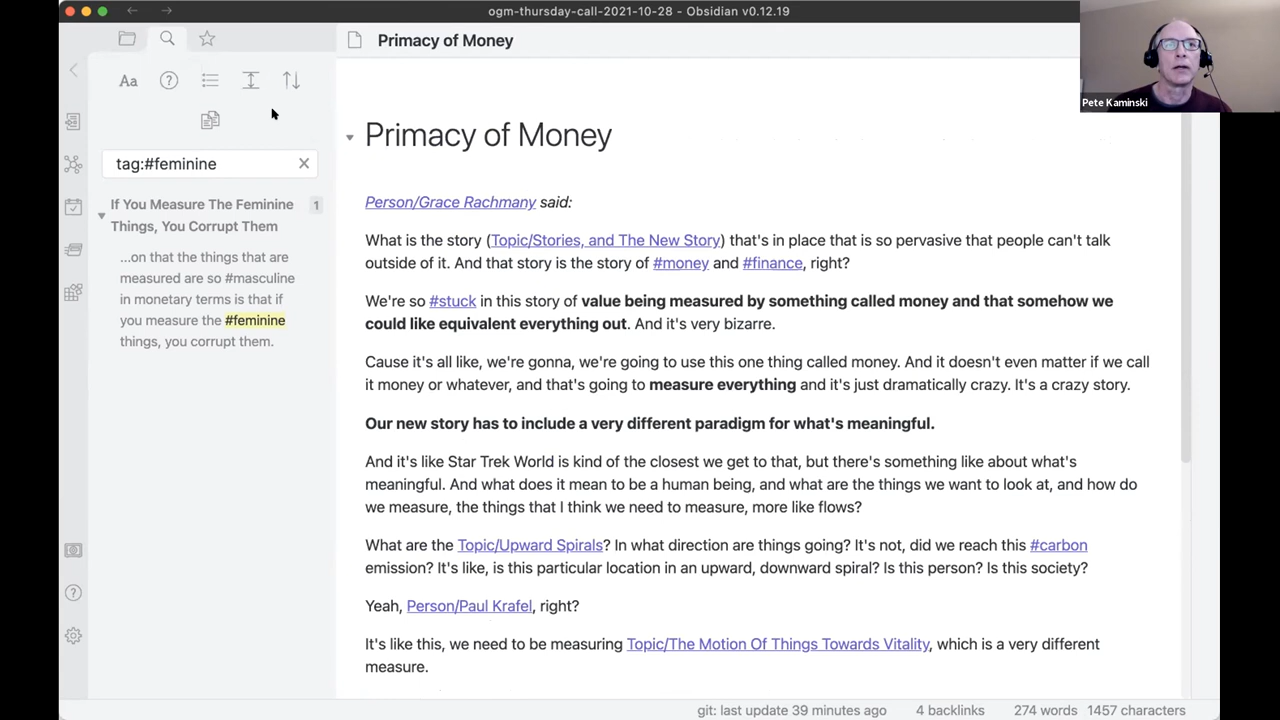 ogm-thursday-call-2021-10-28 - Obsidian v0.12.19
Primacy of Money
Pete Kaminski
Aa
tag:#feminine
If You Measure The Feminine
Things, You Corrupt Them
1
...on that the things that are
measured are so #masculine
in monetary terms is that if
you measure the #feminine
things, you corrupt them.
Primacy of Money
Person/Grace Rachmany said:
What is the story (Topic/Stories, and The New Story) that's in place that is so pervasive that people can't talk
outside of it. And that story is the story of #money and #finance, right?
We're so #stuck in this story of value being measured by something called money and that somehow we
could like equivalent everything out. And it's very bizarre.
Cause it's all like, we're gonna, we're going to use this one thing called money. And it doesn't even matter if we call
it money or whatever, and that's going to measure everything and it's just dramatically crazy. It's a crazy story.
Our new story has to include a very different paradigm for what's meaningful.
And it's like Star Trek World is kind of the closest we get to that, but there's something like about what's
meaningful. And what does it mean to be a human being, and what are the things we want to look at, and how do
we measure, the things that I think we need to measure, more like flows?
What are the Topic/Upward Spirals? In what direction are things going? It's not, did we reach this #carbon
emission? It's like, is this particular location in an upward, downward spiral? Is this person? Is this society?
Yeah, Person/Paul Krafel, right?
It's like this, we need to be measuring Topic/The Motion Of Things Towards Vitality, which is a very different
measure.
git: last update 39 minutes ago
4 backlinks
274 words
1457 characters